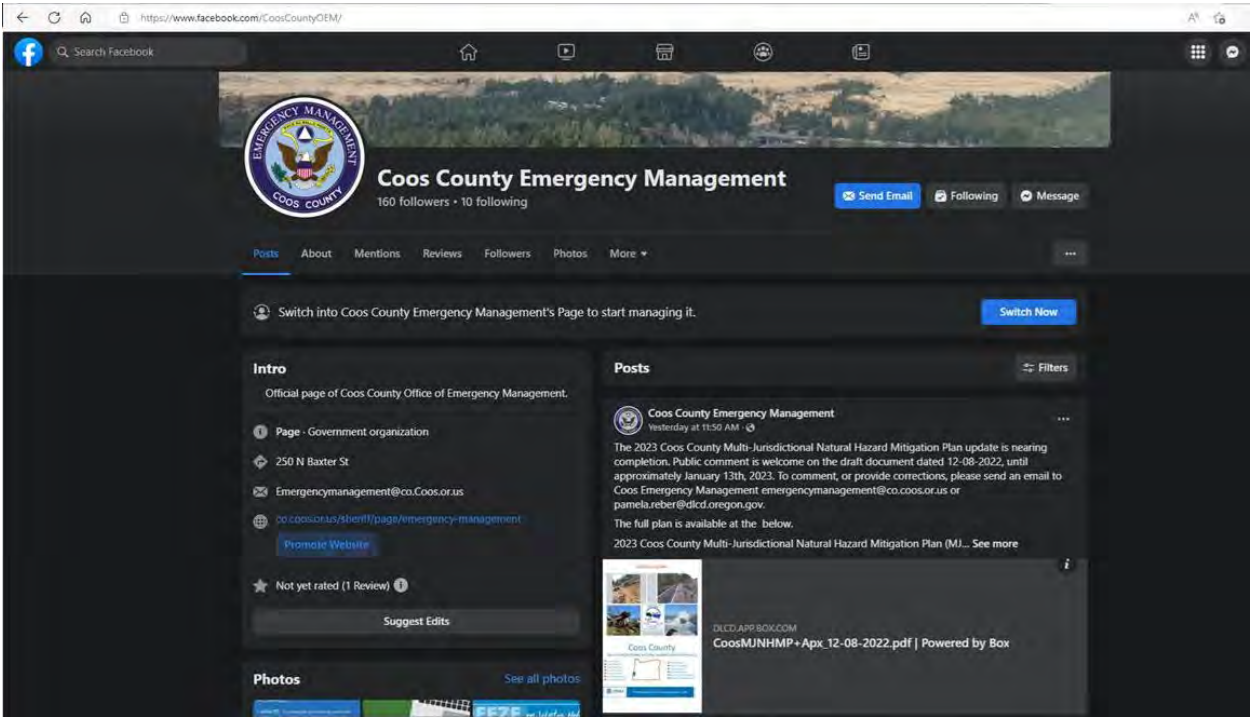 https://www.facebook.com/CoosCountyOEM/
Search Facebook
EMERGENCY MANAGEMENT
COOS COUNTY
Coos County Emergency Management
160 followers • 10 following
Send Email
Following
Message
Posts
About
Mentions
Reviews
Followers
Photos
More
Switch into Coos County Emergency Management's Page to start managing it.
Switch Now
Intro
Official page of Coos County Office of Emergency Management.
Page · Government organization
250 N Baxter St
Emergencymanagement@co.Coos.or.us
co.coos.or.us/sheriff/page/emergency-management
Promote Website
Not yet rated (1 Review)
Suggest Edits
Photos
See all photos
Posts
Filters
Coos County Emergency Management
Yesterday at 11:50 AM
The 2023 Coos County Multi-Jurisdictional Natural Hazard Mitigation Plan update is nearing
completion. Public comment is welcome on the draft document dated 12-08-2022, until
approximately January 13th, 2023. To comment, or provide corrections, please send an email to
Coos Emergency Management emergencymanagement@co.coos.or.us or
pamela.reber@dlcd.oregon.gov.
The full plan is available at the below.
2023 Coos County Multi-Jurisdictional Natural Hazard Mitigation Plan (MJ... See more
Coos County
DLCD.APP.BOX.COM
CoosMJNHMP+Apx_12-08-2022.pdf | Powered by Box